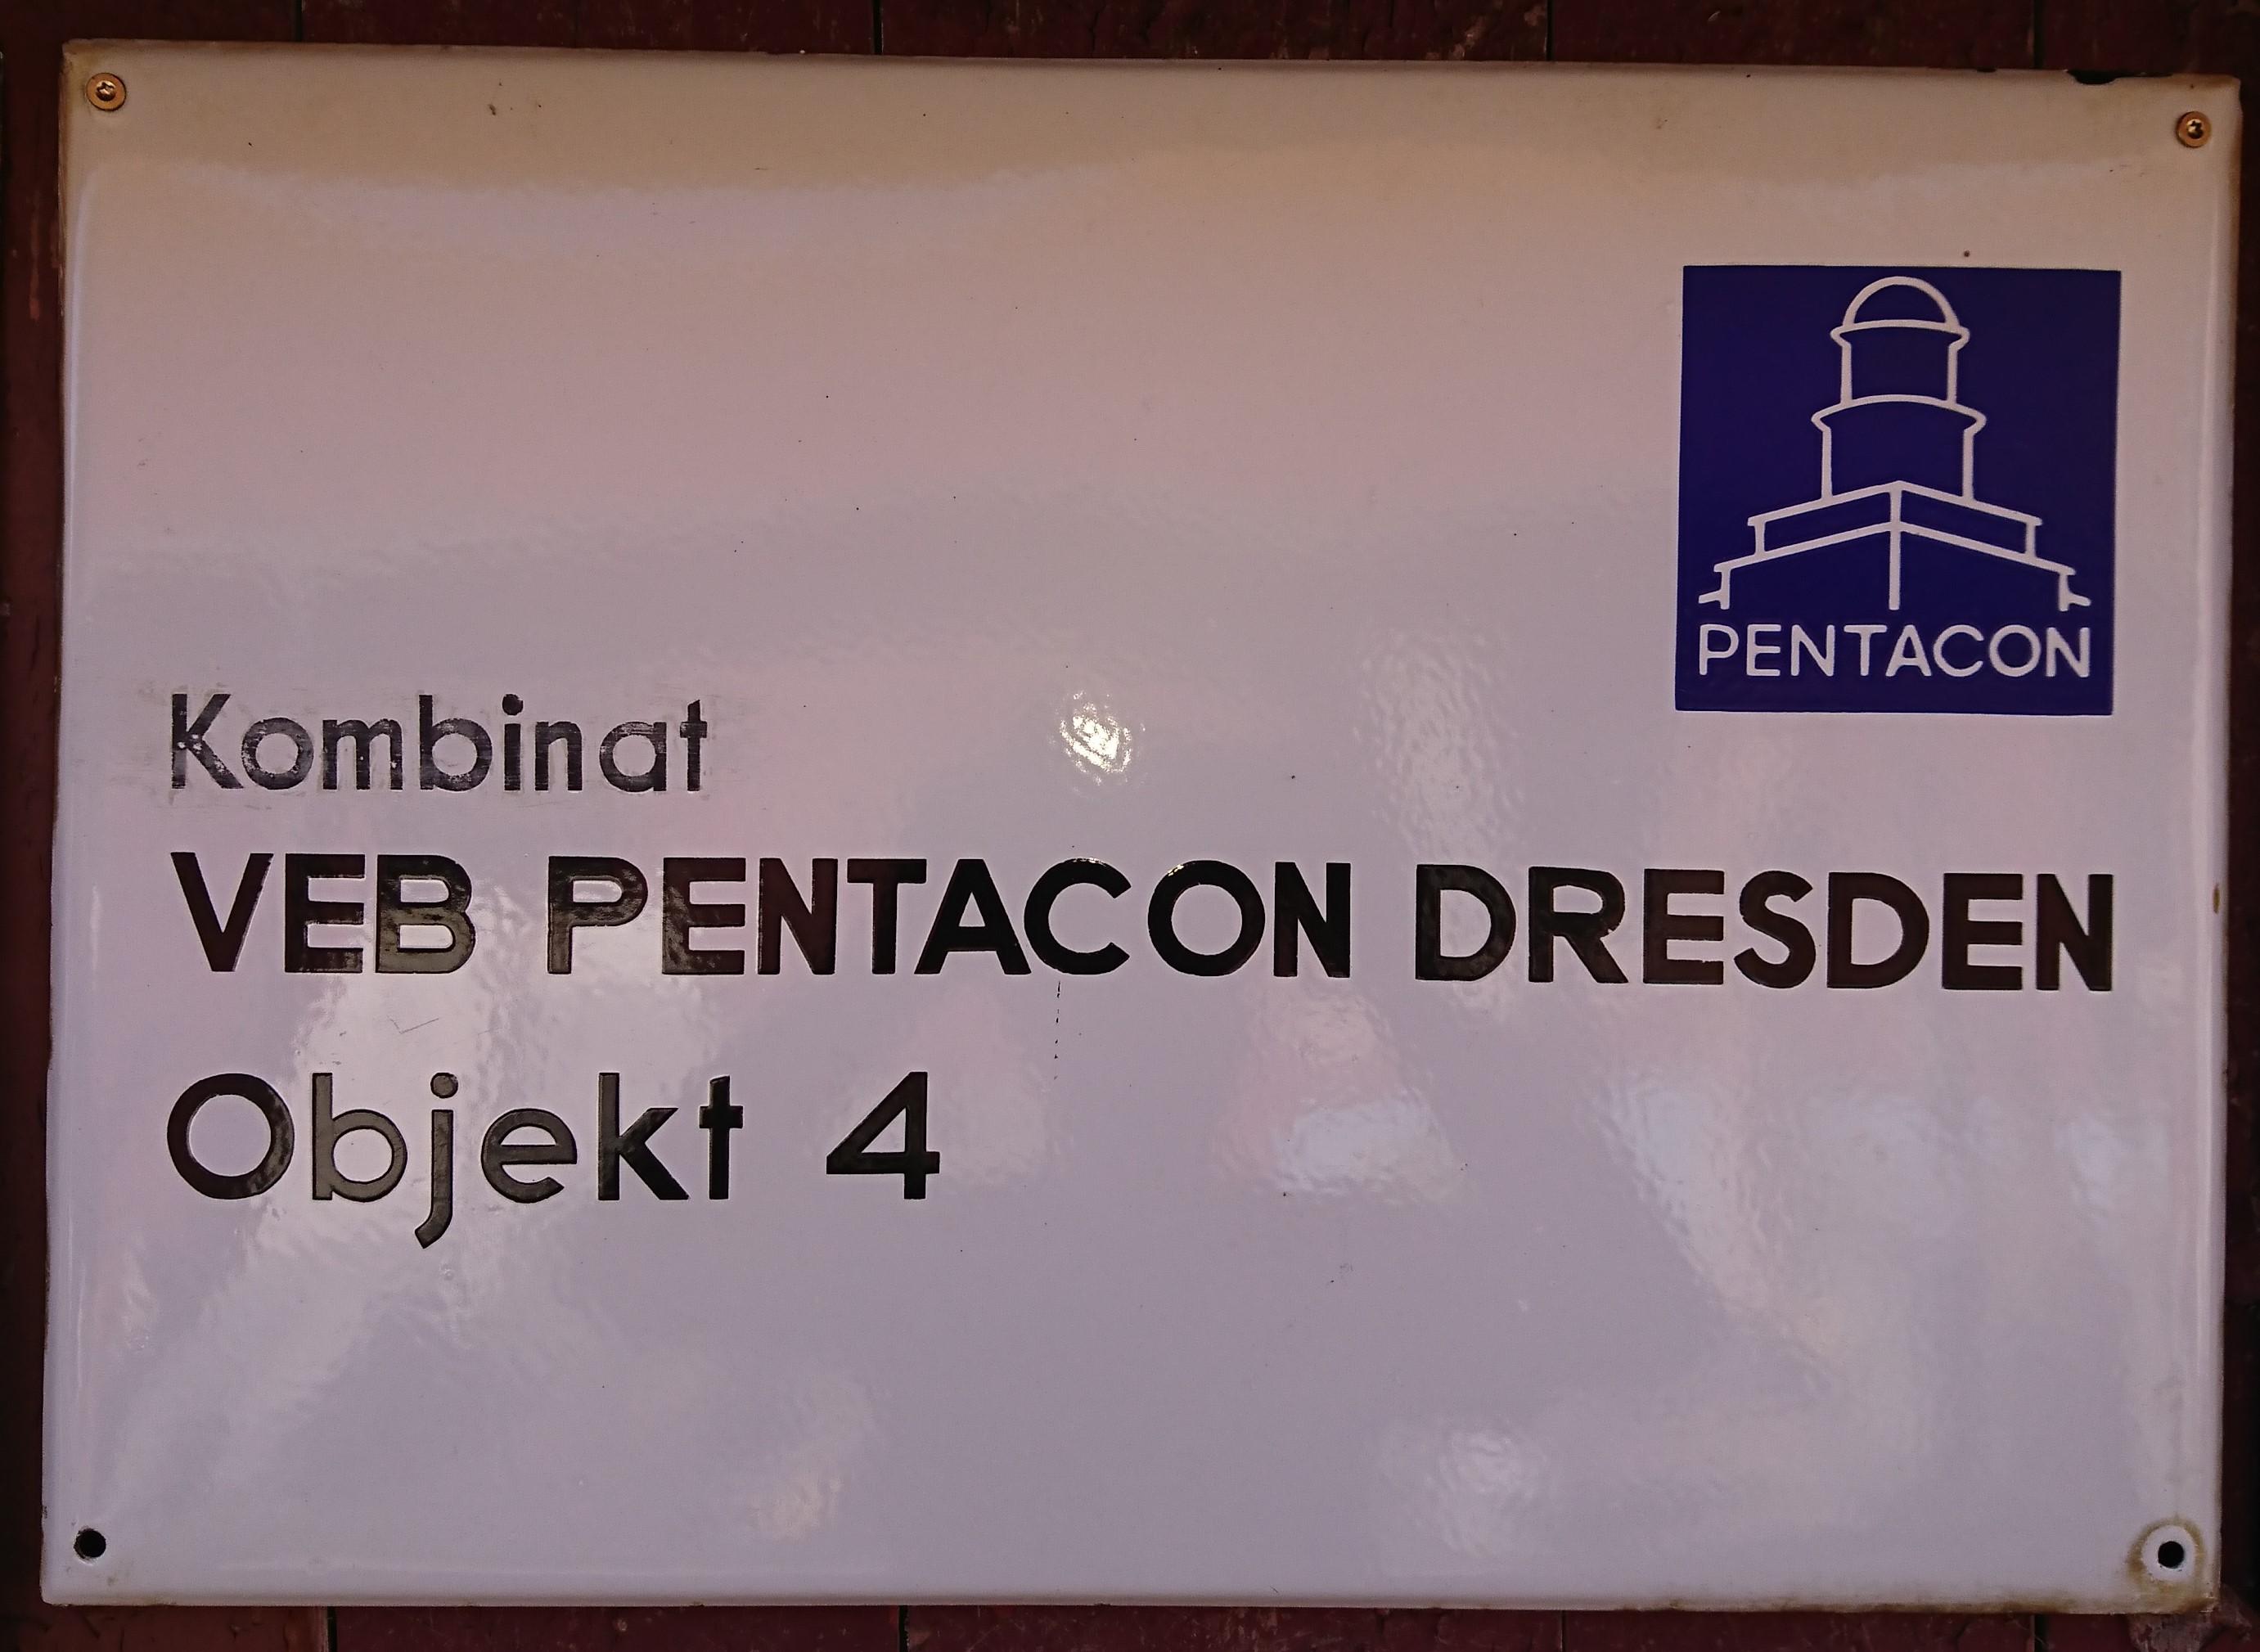 PENTACON
Kombinat
VEB PENTACON DRESDEN
Objekt 4